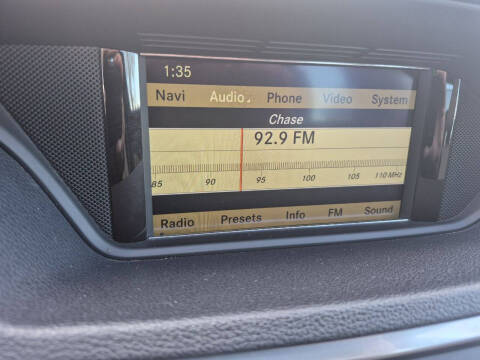 1:35
Navi Audio Phone Video System
Chase
92.9 FM
85 90 95 100 105 110 MHz
Radio Presets Info FM Sound